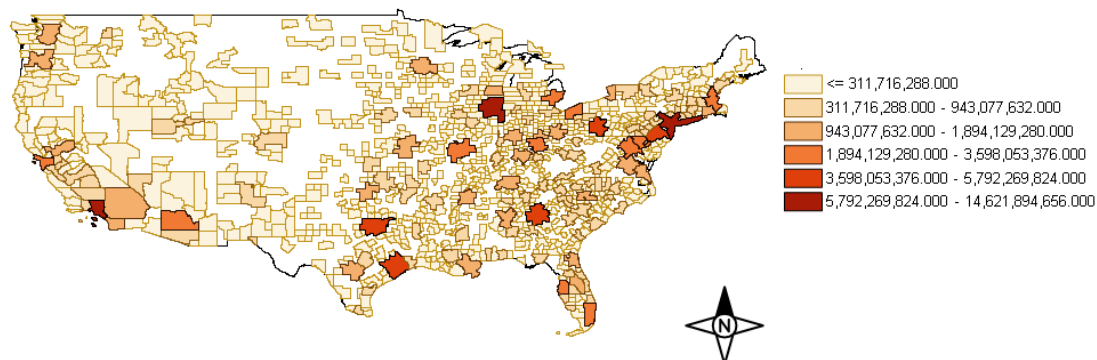 <= 311,716,288.000
311,716,288.000 - 943,077,632.000
943,077,632.000 - 1,894,129,280.000
1,894,129,280.000 - 3,598,053,376.000
3,598,053,376.000 - 5,792,269,824.000
5,792,269,824.000 - 14,621,894,656.000
N